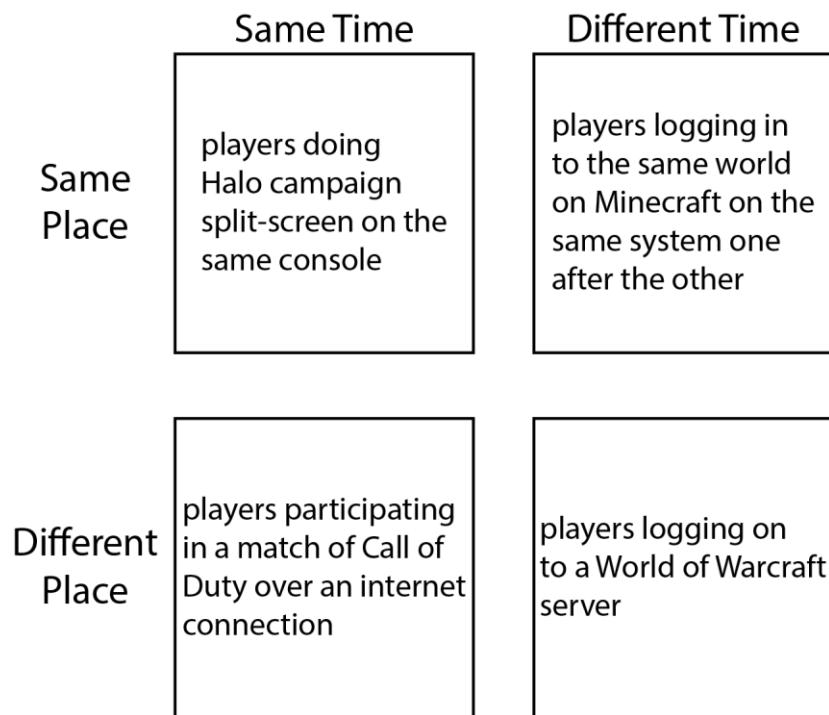 Same Time
Different Time
Same
Place
players doing
Halo campaign
split-screen on the
same console
players logging in
to the same world
on Minecraft on the
same system one
after the other
Different
Place
players participating
in a match of Call of
Duty over an internet
connection
players logging on
to a World of Warcraft
server